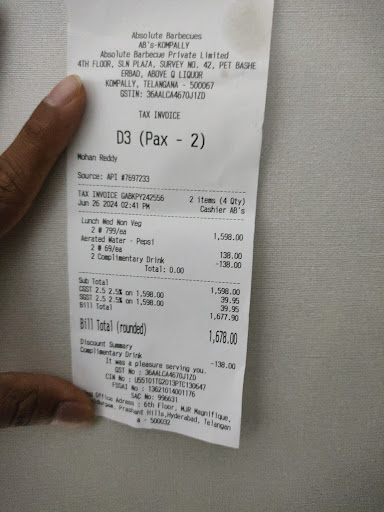 Absolute Barbecues
AB's-KOMPALLY
Absolute Barbecue Private Limited
4TH FLOOR, SLN PLAZA, SURVEY NO. 42, PET BASHE
ERBAD, ABOVE Q LIQUOR
KOMPALLY, TELANGANA - 500067
GSTIN: 36AALCA4670J1ZD
TAX INVOICE
D3 (Pax - 2)
Mohan Reddy
Source: API #7697233
TAX INVOICE GABKPY242556 2 items (4 Qty)
Jun 26 2024 02:41 PM Cashier AB's
Lunch Wed Non Veg
2 # 799/ea 1,598.00
Aerated Water - Pepsi
2 # 69/ea 138.00
2 Complimentary Drink -138.00
Total: 0.00
Sub Total 1,598.00
CGST 2.5 2.5% on 1,598.00 39.95
SGST 2.5 2.5% on 1,598.00 39.95
Bill Total 1,677.90
Bill Total (rounded) 1,678.00
Discount Summary
Complimentary Drink -138.00
It was a pleasure serving you.
GST No : 36AALCA4670J1ZD
CIN No : U55101TG2013PTC130647
FSSAI No : 13621014001176
SAC No: 996631
Office Adress : 6th Floor, MJR Magnifique,
Prashant Hills,Hyderabad, Telangan
a - 500032